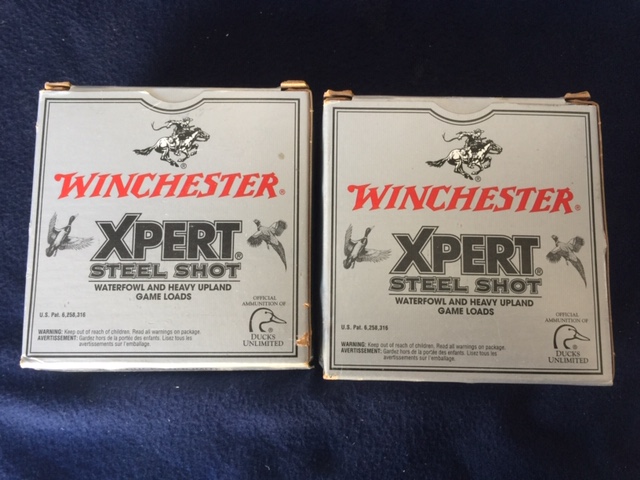 WINCHESTER®
XPERT®
STEEL SHOT
WATERFOWL AND HEAVY UPLAND
GAME LOADS
U.S. Pat. 6,258,316
OFFICIAL
AMMUNITION OF
®
DUCKS
UNLIMITED
WARNING: Keep out of reach of children. Read all warnings on package.
AVERTISSEMENT: Gardez hors de la portée des enfants. Lisez tous les
avertissements sur l'emballage.
WINCHESTER®
XPERT®
STEEL SHOT
WATERFOWL AND HEAVY UPLAND
GAME LOADS
U.S. Pat. 6,258,316
OFFICIAL
AMMUNITION OF
®
DUCKS
UNLIMITED
WARNING: Keep out of reach of children. Read all warnings on package.
AVERTISSEMENT: Gardez hors de la portée des enfants. Lisez tous les
avertissements sur l'emballage.